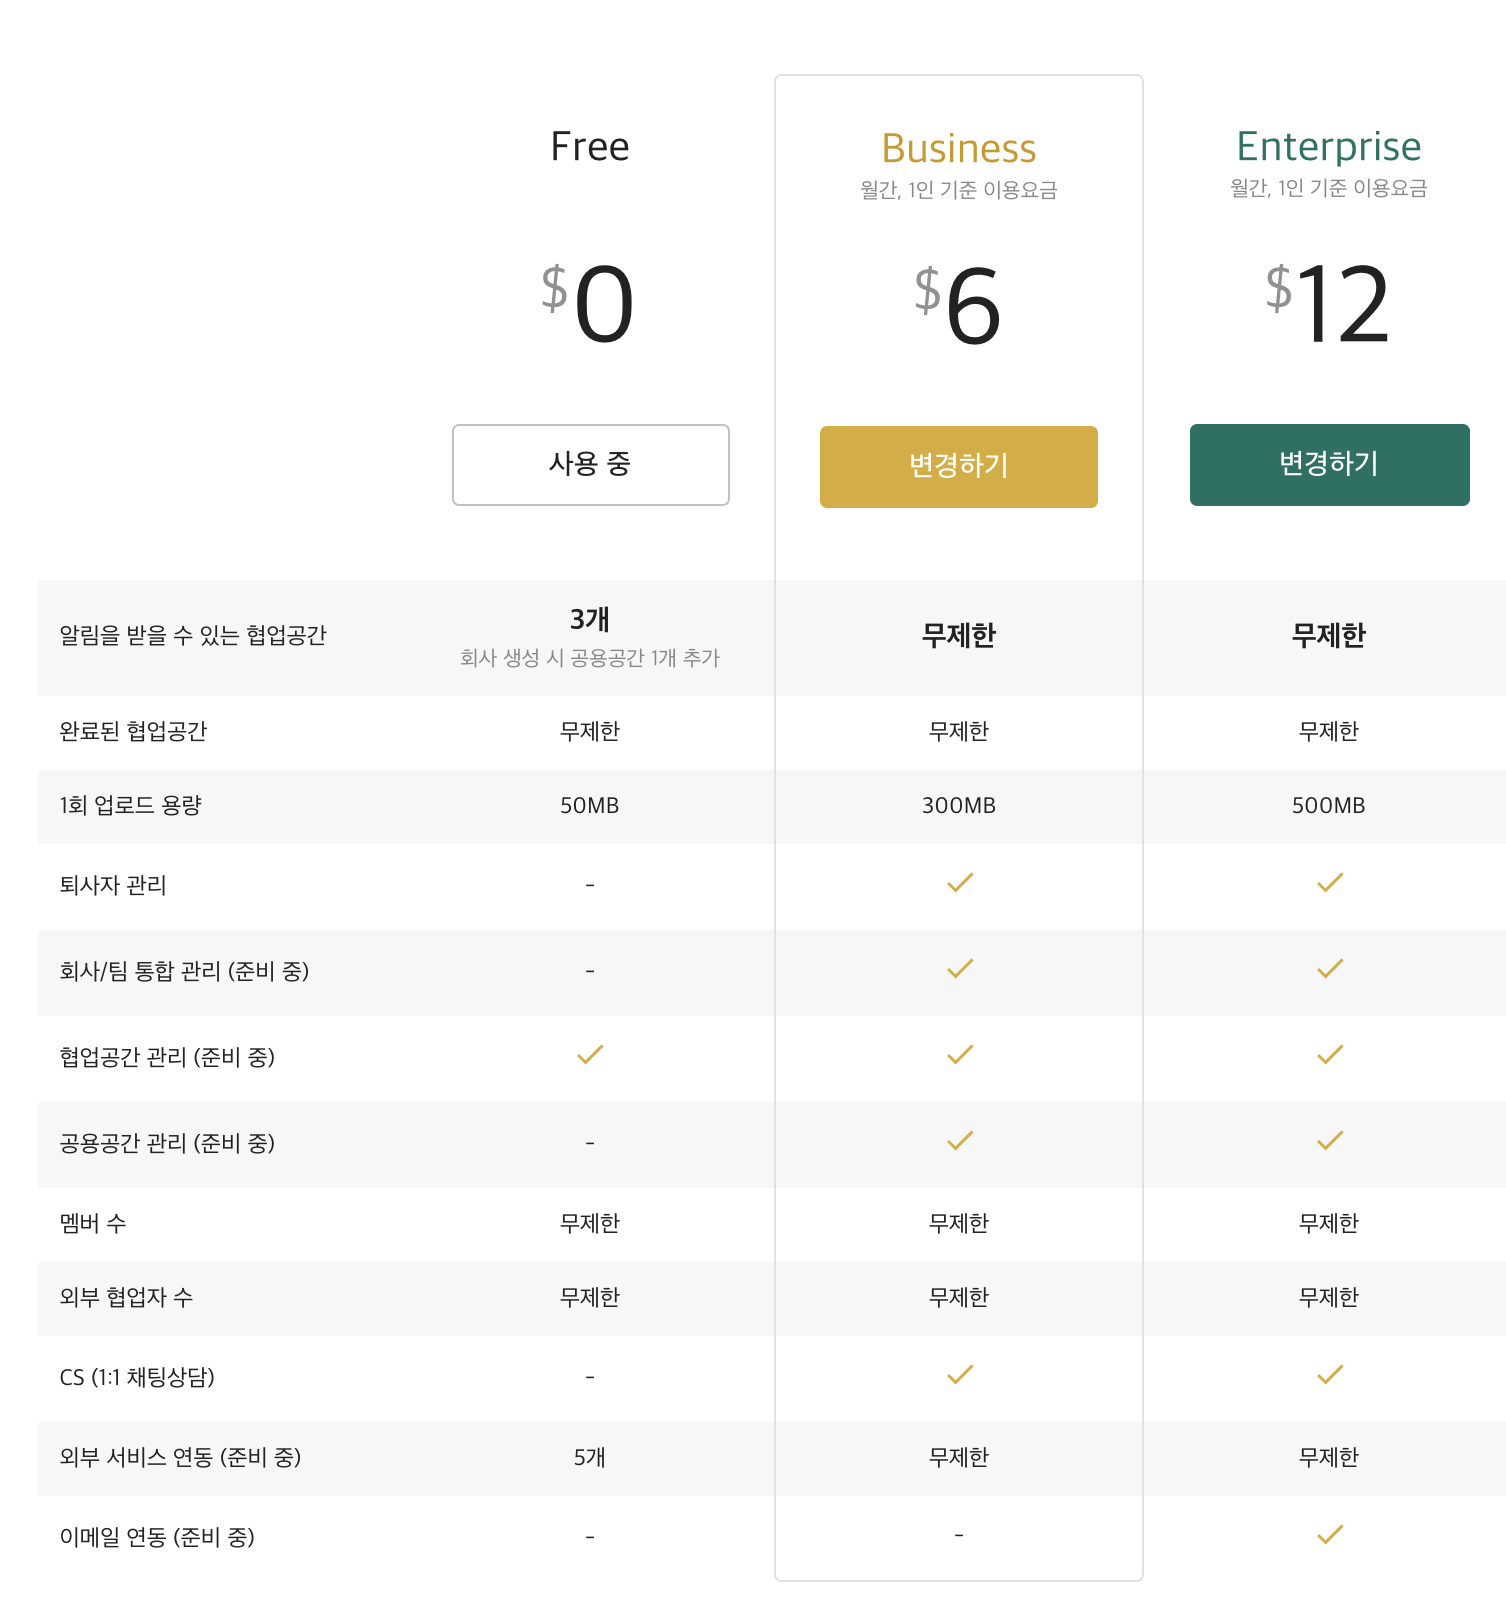 Free
Business
월간, 1인 기준 이용요금
Enterprise
월간, 1인 기준 이용요금
$0
$6
$12
사용 중
변경하기
변경하기
알림을 받을 수 있는 협업공간
3개
회사 생성 시 공용공간 1개 추가
무제한
무제한
완료된 협업공간
무제한
무제한
무제한
1회 업로드 용량
50MB
300MB
500MB
퇴사자 관리
-
회사/팀 통합 관리 (준비 중)
-
협업공간 관리 (준비 중)
공용공간 관리 (준비 중)
-
멤버 수
무제한
무제한
무제한
외부 협업자 수
무제한
무제한
무제한
CS (1:1 채팅상담)
-
외부 서비스 연동 (준비 중)
5개
무제한
무제한
이메일 연동 (준비 중)
-
-